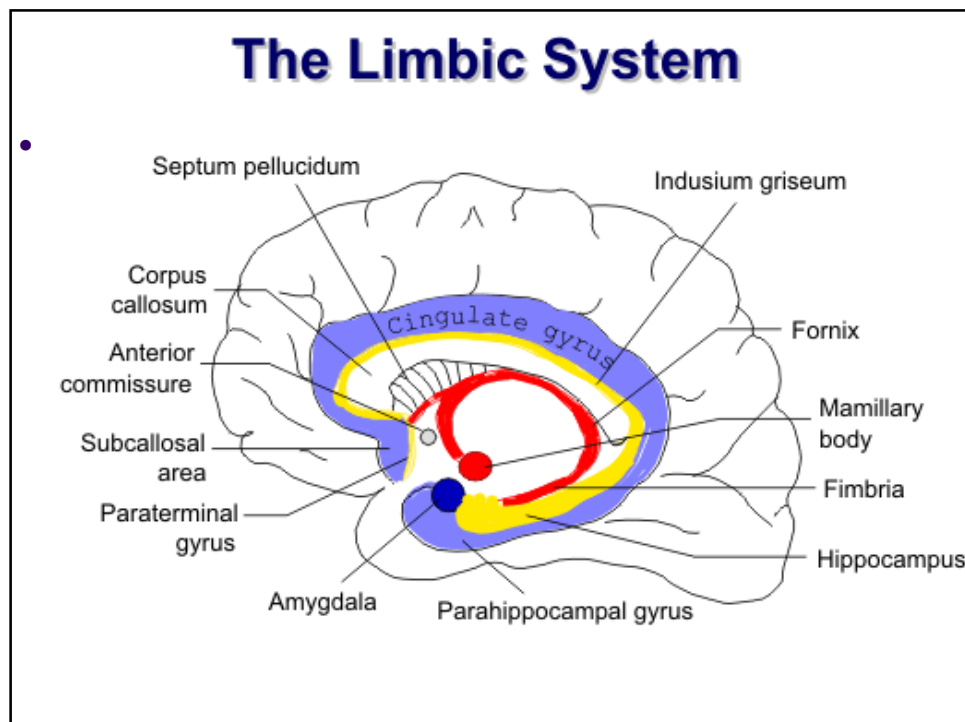 The Limbic System
•
Septum pellucidum
Indusium griseum
Corpus
callosum
Cingulate gyrus
Fornix
Anterior
commissure
Mamillary
body
Subcallosal
area
Fimbria
Paraterminal
gyrus
Hippocampus
Amygdala
Parahippocampal gyrus